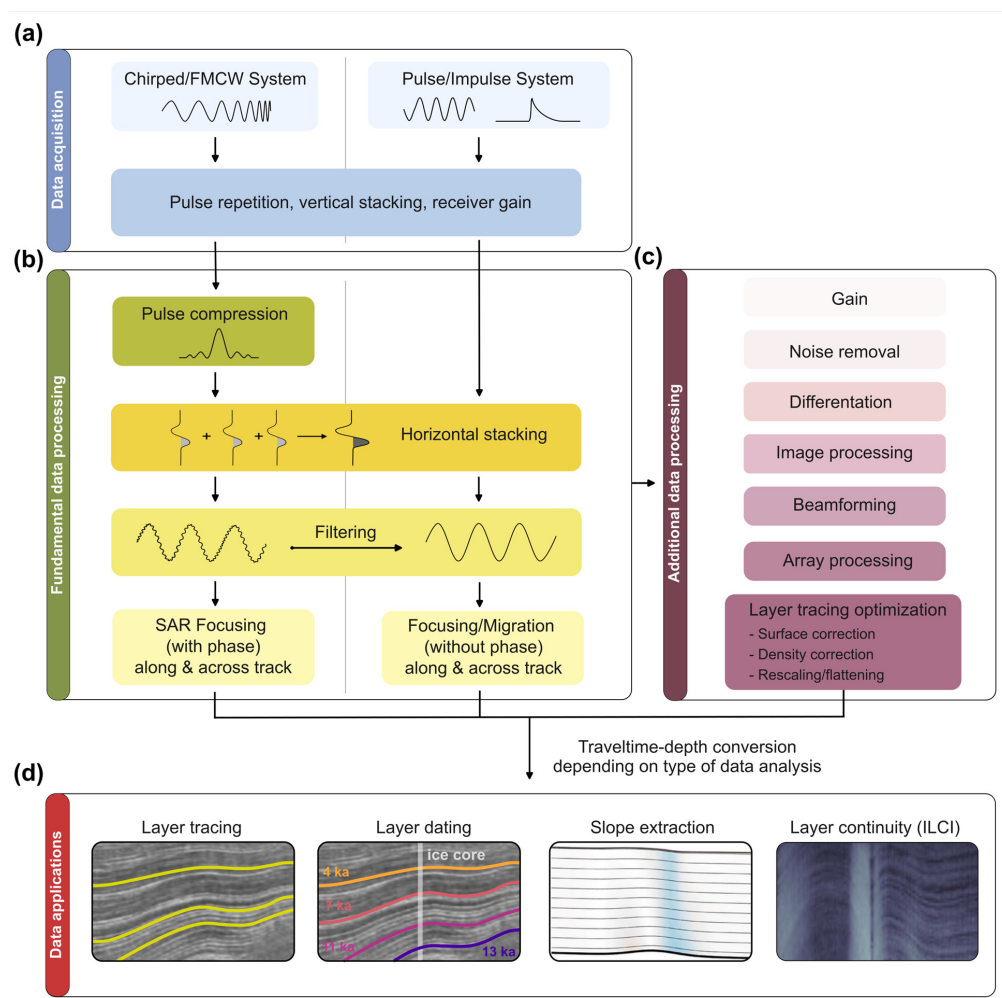 (a)
Data acquisition
Chirped/FMCW System
Pulse/Impulse System
Pulse repetition, vertical stacking, receiver gain
(b)
Fundamental data processing
Pulse compression
+ +
Horizontal stacking
Filtering
SAR Focusing
(with phase)
along & across track
Focusing/Migration
(without phase)
along & across track
(c)
Additional data processing
Gain
Noise removal
Differentation
Image processing
Beamforming
Array processing
Layer tracing optimization
- Surface correction
- Density correction
- Rescaling/flattening
Traveltime-depth conversion
depending on type of data analysis
(d)
Data applications
Layer tracing
Layer dating
ice core
4 ka
11 ka
13 ka
Slope extraction
Layer continuity (ILCI)